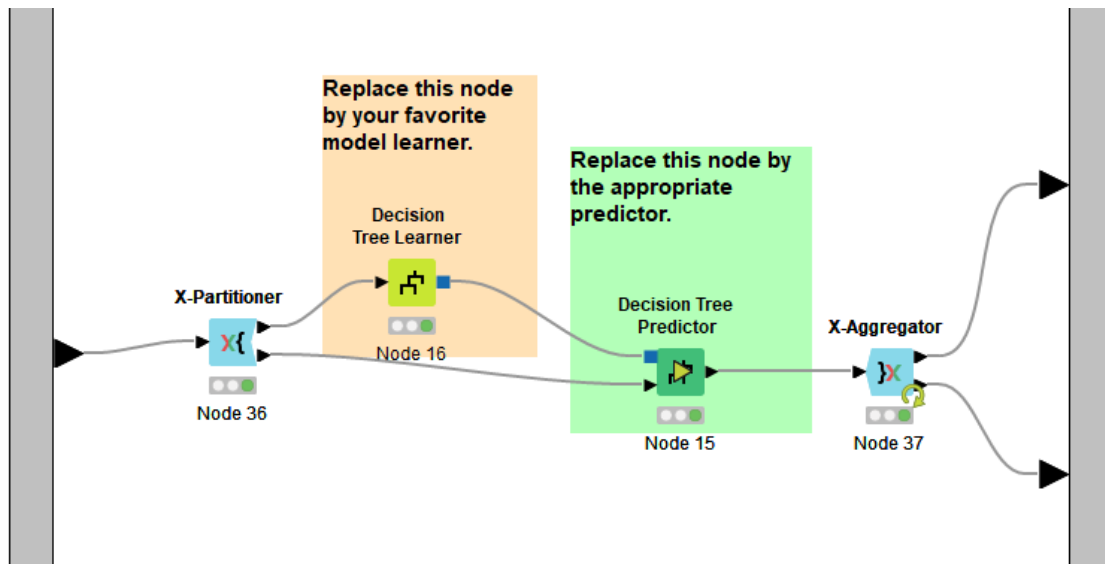 Replace this node
by your favorite
model learner.
Replace this node by
the appropriate
predictor.
Decision
Tree Learner
X-Partitioner
Decision Tree
Predictor
X-Aggregator
X{
}X
Node 16
Node 36
Node 15
Node 37